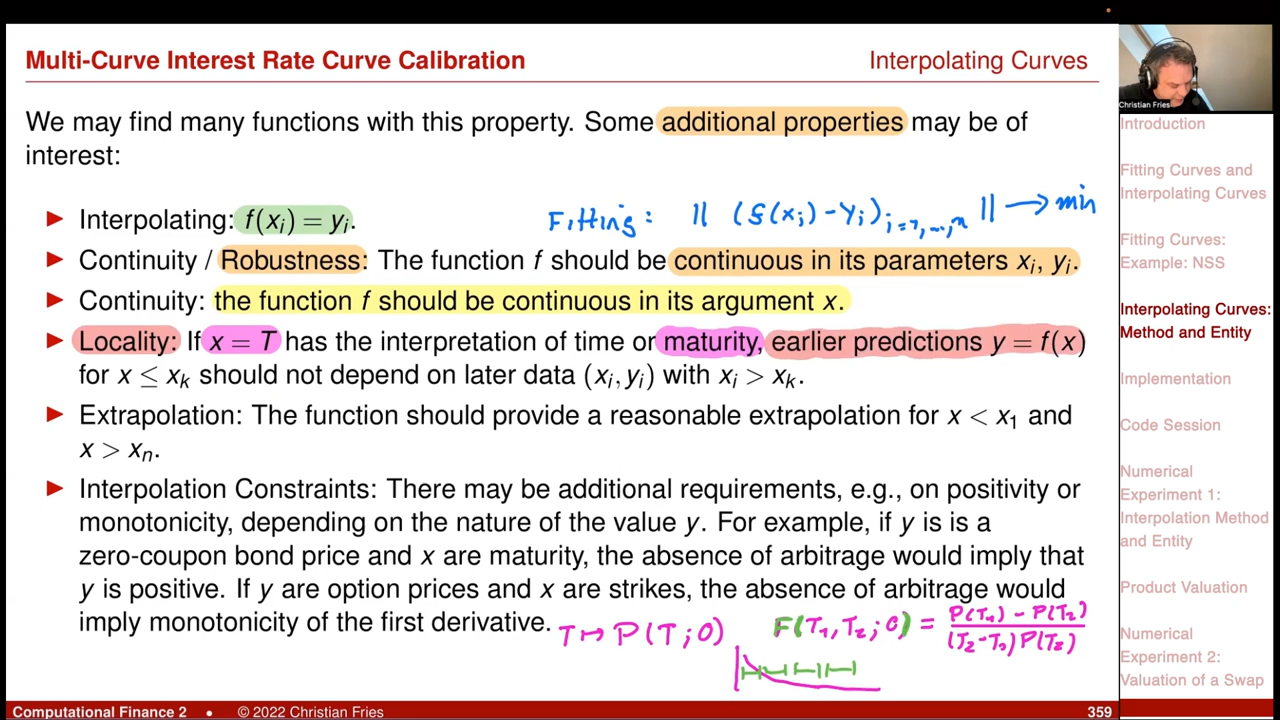 Multi-Curve Interest Rate Curve Calibration
Interpolating Curves
We may find many functions with this property. Some additional properties may be of
interest:
► Interpolating: f(xᵢ) = yᵢ.
Fitting: || (f(xᵢ) - yᵢ)ᵢ₌₁,...,ₙ || → min
► Continuity / Robustness: The function f should be continuous in its parameters xᵢ, yᵢ.
► Continuity: the function f should be continuous in its argument x.
► Locality: If x = T has the interpretation of time or maturity, earlier predictions y = f(x)
for x ≤ xₖ should not depend on later data (xᵢ, yᵢ) with xᵢ > xₖ.
► Extrapolation: The function should provide a reasonable extrapolation for x < x₁ and
x > xₙ.
► Interpolation Constraints: There may be additional requirements, e.g., on positivity or
monotonicity, depending on the nature of the value y. For example, if y is is a
zero-coupon bond price and x are maturity, the absence of arbitrage would imply that
y is positive. If y are option prices and x are strikes, the absence of arbitrage would
imply monotonicity of the first derivative.
T ↦ P(T;0)
F(T₁,T₂;0) = P(T₁) - P(T₂)
(T₂-T₁) P(T₂)
Computational Finance 2 • © 2022 Christian Fries
359
Christian Fries
Introduction
Fitting Curves and
Interpolating Curves
Fitting Curves:
Example: NSS
Interpolating Curves:
Method and Entity
Implementation
Code Session
Numerical
Experiment 1:
Interpolation Method
and Entity
Product Valuation
Numerical
Experiment 2:
Valuation of a Swap